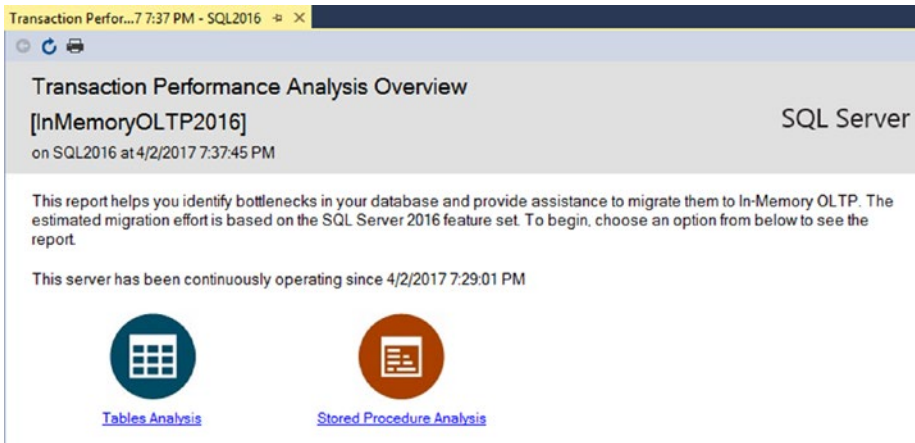 Transaction Perfor...7 7:37 PM - SQL2016
Transaction Performance Analysis Overview
[InMemoryOLTP2016]
SQL Server
on SQL2016 at 4/2/2017 7:37:45 PM
This report helps you identify bottlenecks in your database and provide assistance to migrate them to In-Memory OLTP. The
estimated migration effort is based on the SQL Server 2016 feature set. To begin, choose an option from below to see the
report.
This server has been continuously operating since 4/2/2017 7:29:01 PM
Tables Analysis
Stored Procedure Analysis